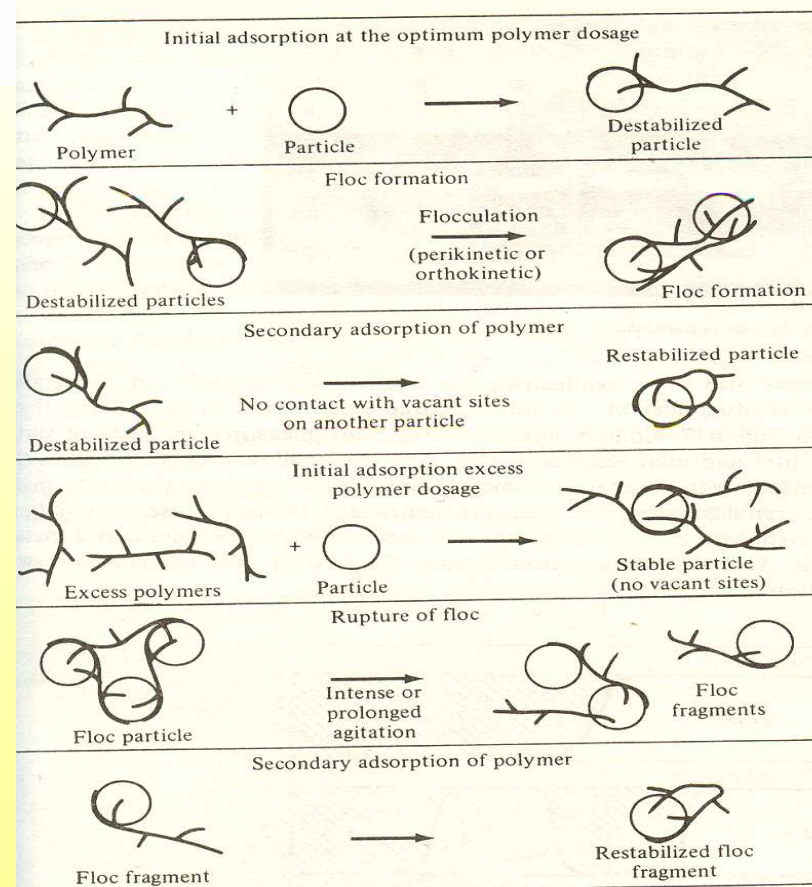 Initial adsorption at the optimum polymer dosage
Polymer
+
Particle
Destabilized
particle
Floc formation
Destabilized particles
Flocculation
(perikinetic or
orthokinetic)
Floc formation
Secondary adsorption of polymer
Destabilized particle
No contact with vacant sites
on another particle
Restabilized particle
Initial adsorption excess
polymer dosage
Excess polymers
+
Particle
Stable particle
(no vacant sites)
Rupture of floc
Floc particle
Intense or
prolonged
agitation
Floc
fragments
Secondary adsorption of polymer
Floc fragment
Restabilized floc
fragment